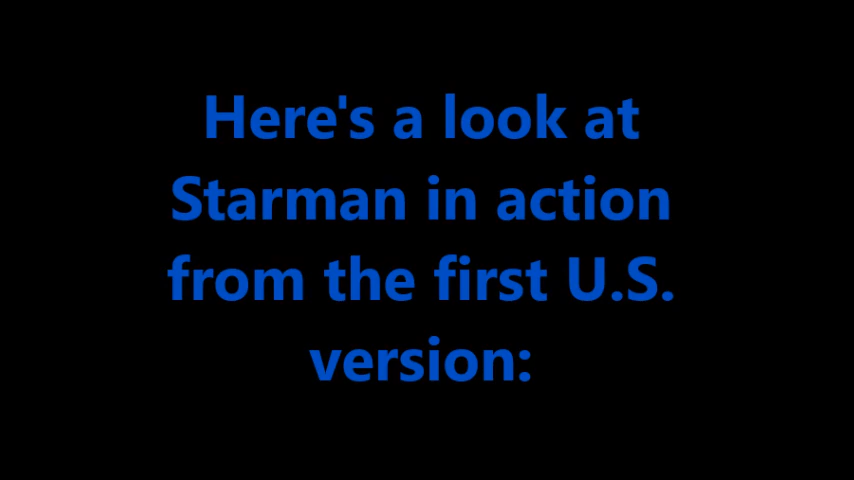 Here's a look at
Starman in action
from the first U.S.
version: